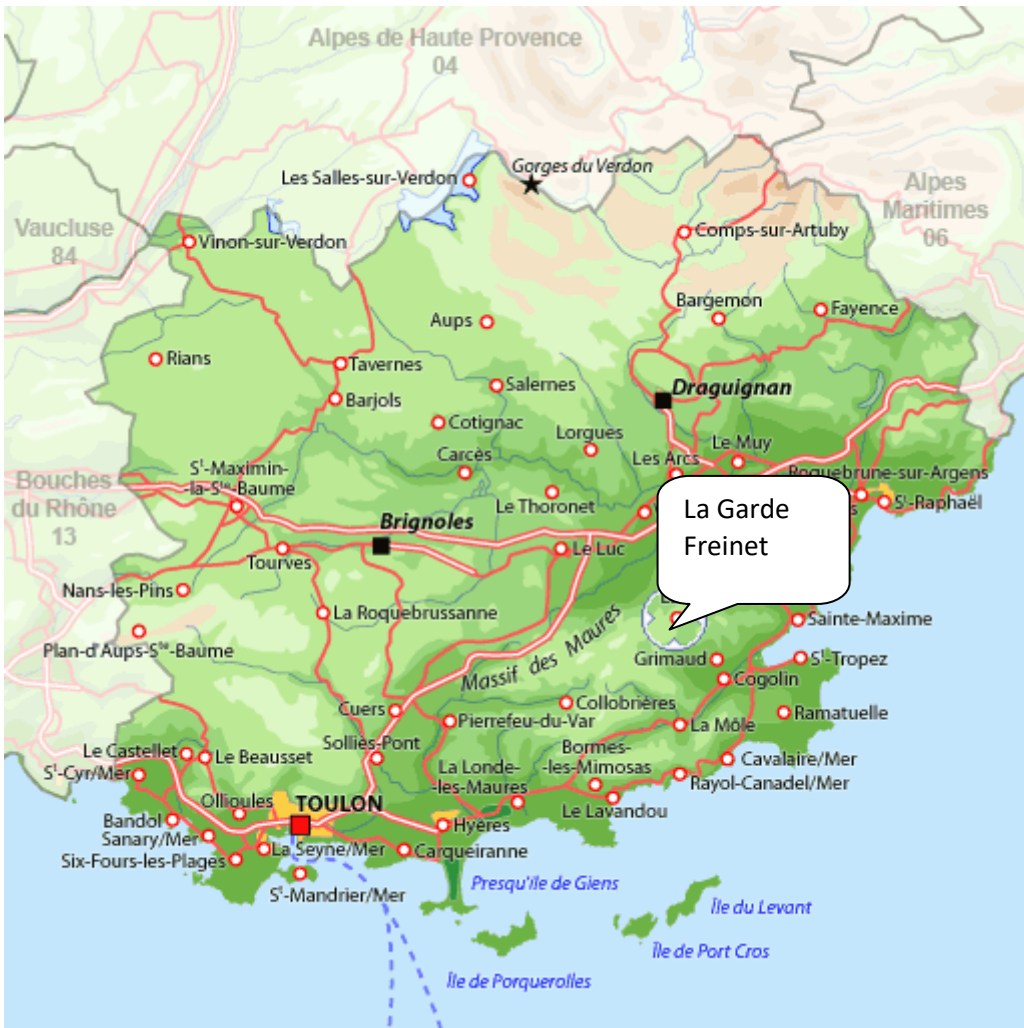 Alpes de Haute Provence
04
Gorges du Verdon
Les Salles-sur-Verdon
Alpes
Maritimes
06
Vaucluse
84
Vinon-sur-Verdon
Comps-sur-Artuby
Bargemon
Fayence
Aups
Rians
Tavernes
Salernes
Draguignan
Barjols
Cotignac
Lorgues
Le Muy
Carcès
Les Arcs
St-Maximin-
la-Ste-Baume
Roquebrune-sur-Argens
Bouches
du Rhône
13
Le Thoronet
St-Raphaël
La Garde
Freinet
Brignoles
Le Luc
Tourves
Nans-les-Pins
La Roquebrussanne
Sainte-Maxime
Massif des Maures
Plan-d'Aups-Ste-Baume
Grimaud
St-Tropez
Cogolin
Collobrières
Cuers
Pierrefeu-du-Var
Ramatuelle
La Môle
Solliès-Pont
Bormes-
les-Mimosas
Le Castellet
Le Beausset
Cavalaire/Mer
St-Cyr/Mer
La Londe-
les-Maures
Rayol-Canadel/Mer
Ollioules
TOULON
Le Lavandou
Bandol
Hyères
Sanary/Mer
La Seyne/Mer
Carqueiranne
Six-Fours-les-Plages
St-Mandrier/Mer
Presqu'île de Giens
Île du Levant
Île de Port Cros
Île de Porquerolles